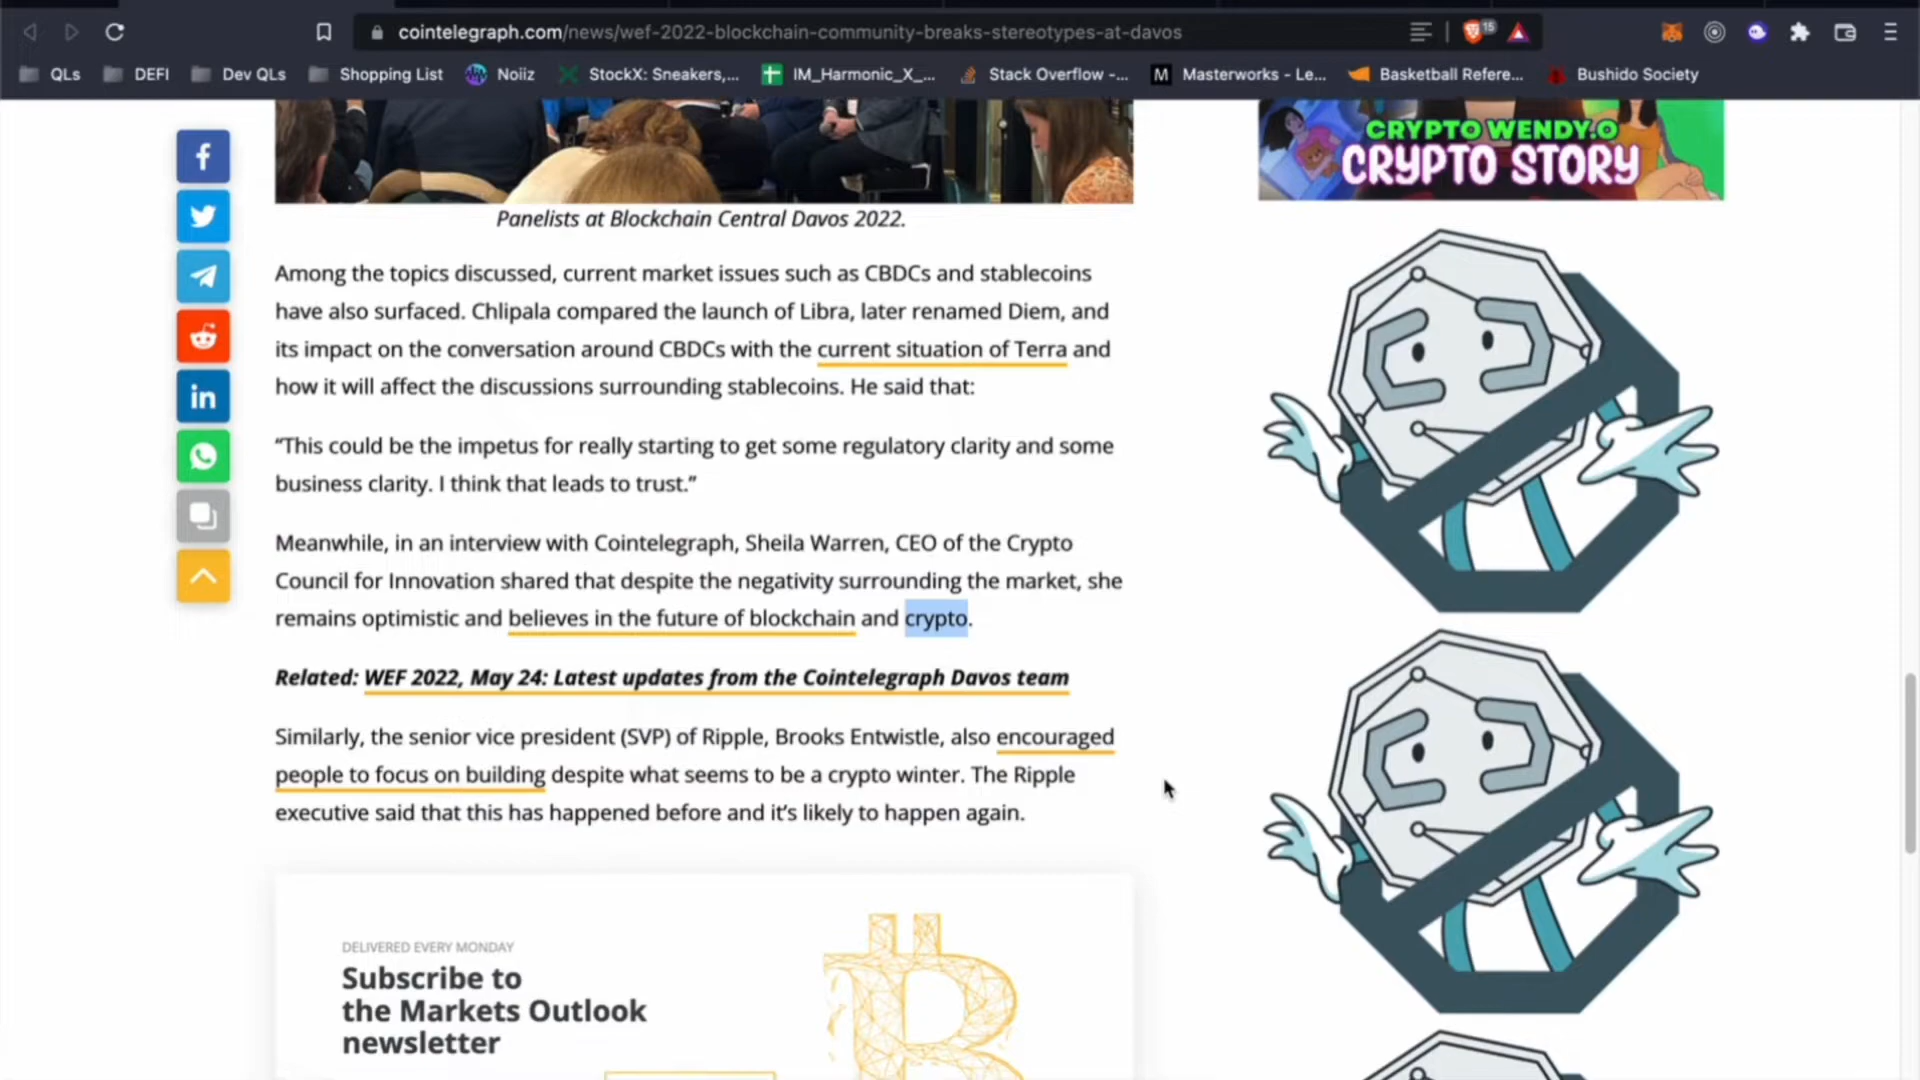 cointelegraph.com/news/wef-2022-blockchain-community-breaks-stereotypes-at-davos
15
QLs
DEFI
Dev QLs
Shopping List
Noiiz
StockX: Sneakers,...
IM_Harmonic_X_...
Stack Overflow -...
M Masterworks - Le...
Basketball Refere...
Bushido Society
CRYPTO WENDY.O
CRYPTO STORY
Panelists at Blockchain Central Davos 2022.
Among the topics discussed, current market issues such as CBDCs and stablecoins
have also surfaced. Chlipala compared the launch of Libra, later renamed Diem, and
its impact on the conversation around CBDCs with the current situation of Terra and
how it will affect the discussions surrounding stablecoins. He said that:
“This could be the impetus for really starting to get some regulatory clarity and some
business clarity. I think that leads to trust.”
Meanwhile, in an interview with Cointelegraph, Sheila Warren, CEO of the Crypto
Council for Innovation shared that despite the negativity surrounding the market, she
remains optimistic and believes in the future of blockchain and crypto.
Related: WEF 2022, May 24: Latest updates from the Cointelegraph Davos team
Similarly, the senior vice president (SVP) of Ripple, Brooks Entwistle, also encouraged
people to focus on building despite what seems to be a crypto winter. The Ripple
executive said that this has happened before and it’s likely to happen again.
DELIVERED EVERY MONDAY
Subscribe to
the Markets Outlook
newsletter